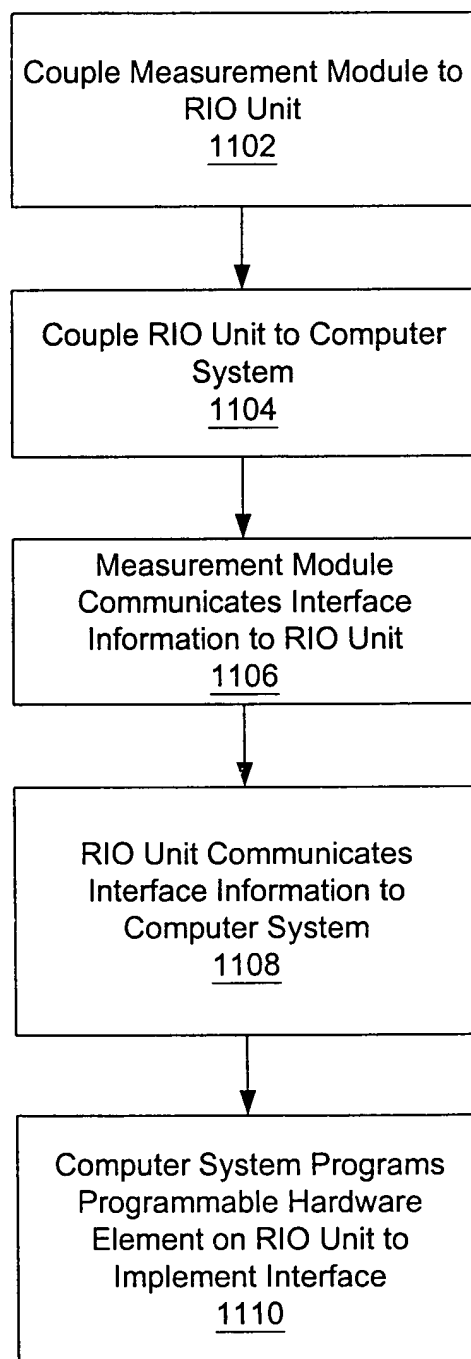 Couple Measurement Module to
RIO Unit
1102
Couple RIO Unit to Computer
System
1104
Measurement Module
Communicates Interface
Information to RIO Unit
1106
RIO Unit Communicates
Interface Information to
Computer System
1108
Computer System Programs
Programmable Hardware
Element on RIO Unit to
Implement Interface
1110